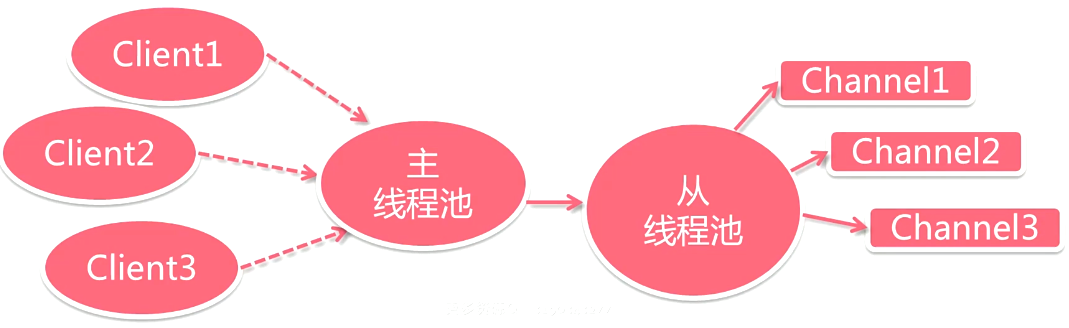 Client1
Client2
Client3
主
线程池
从
线程池
Channel1
Channel2
Channel3